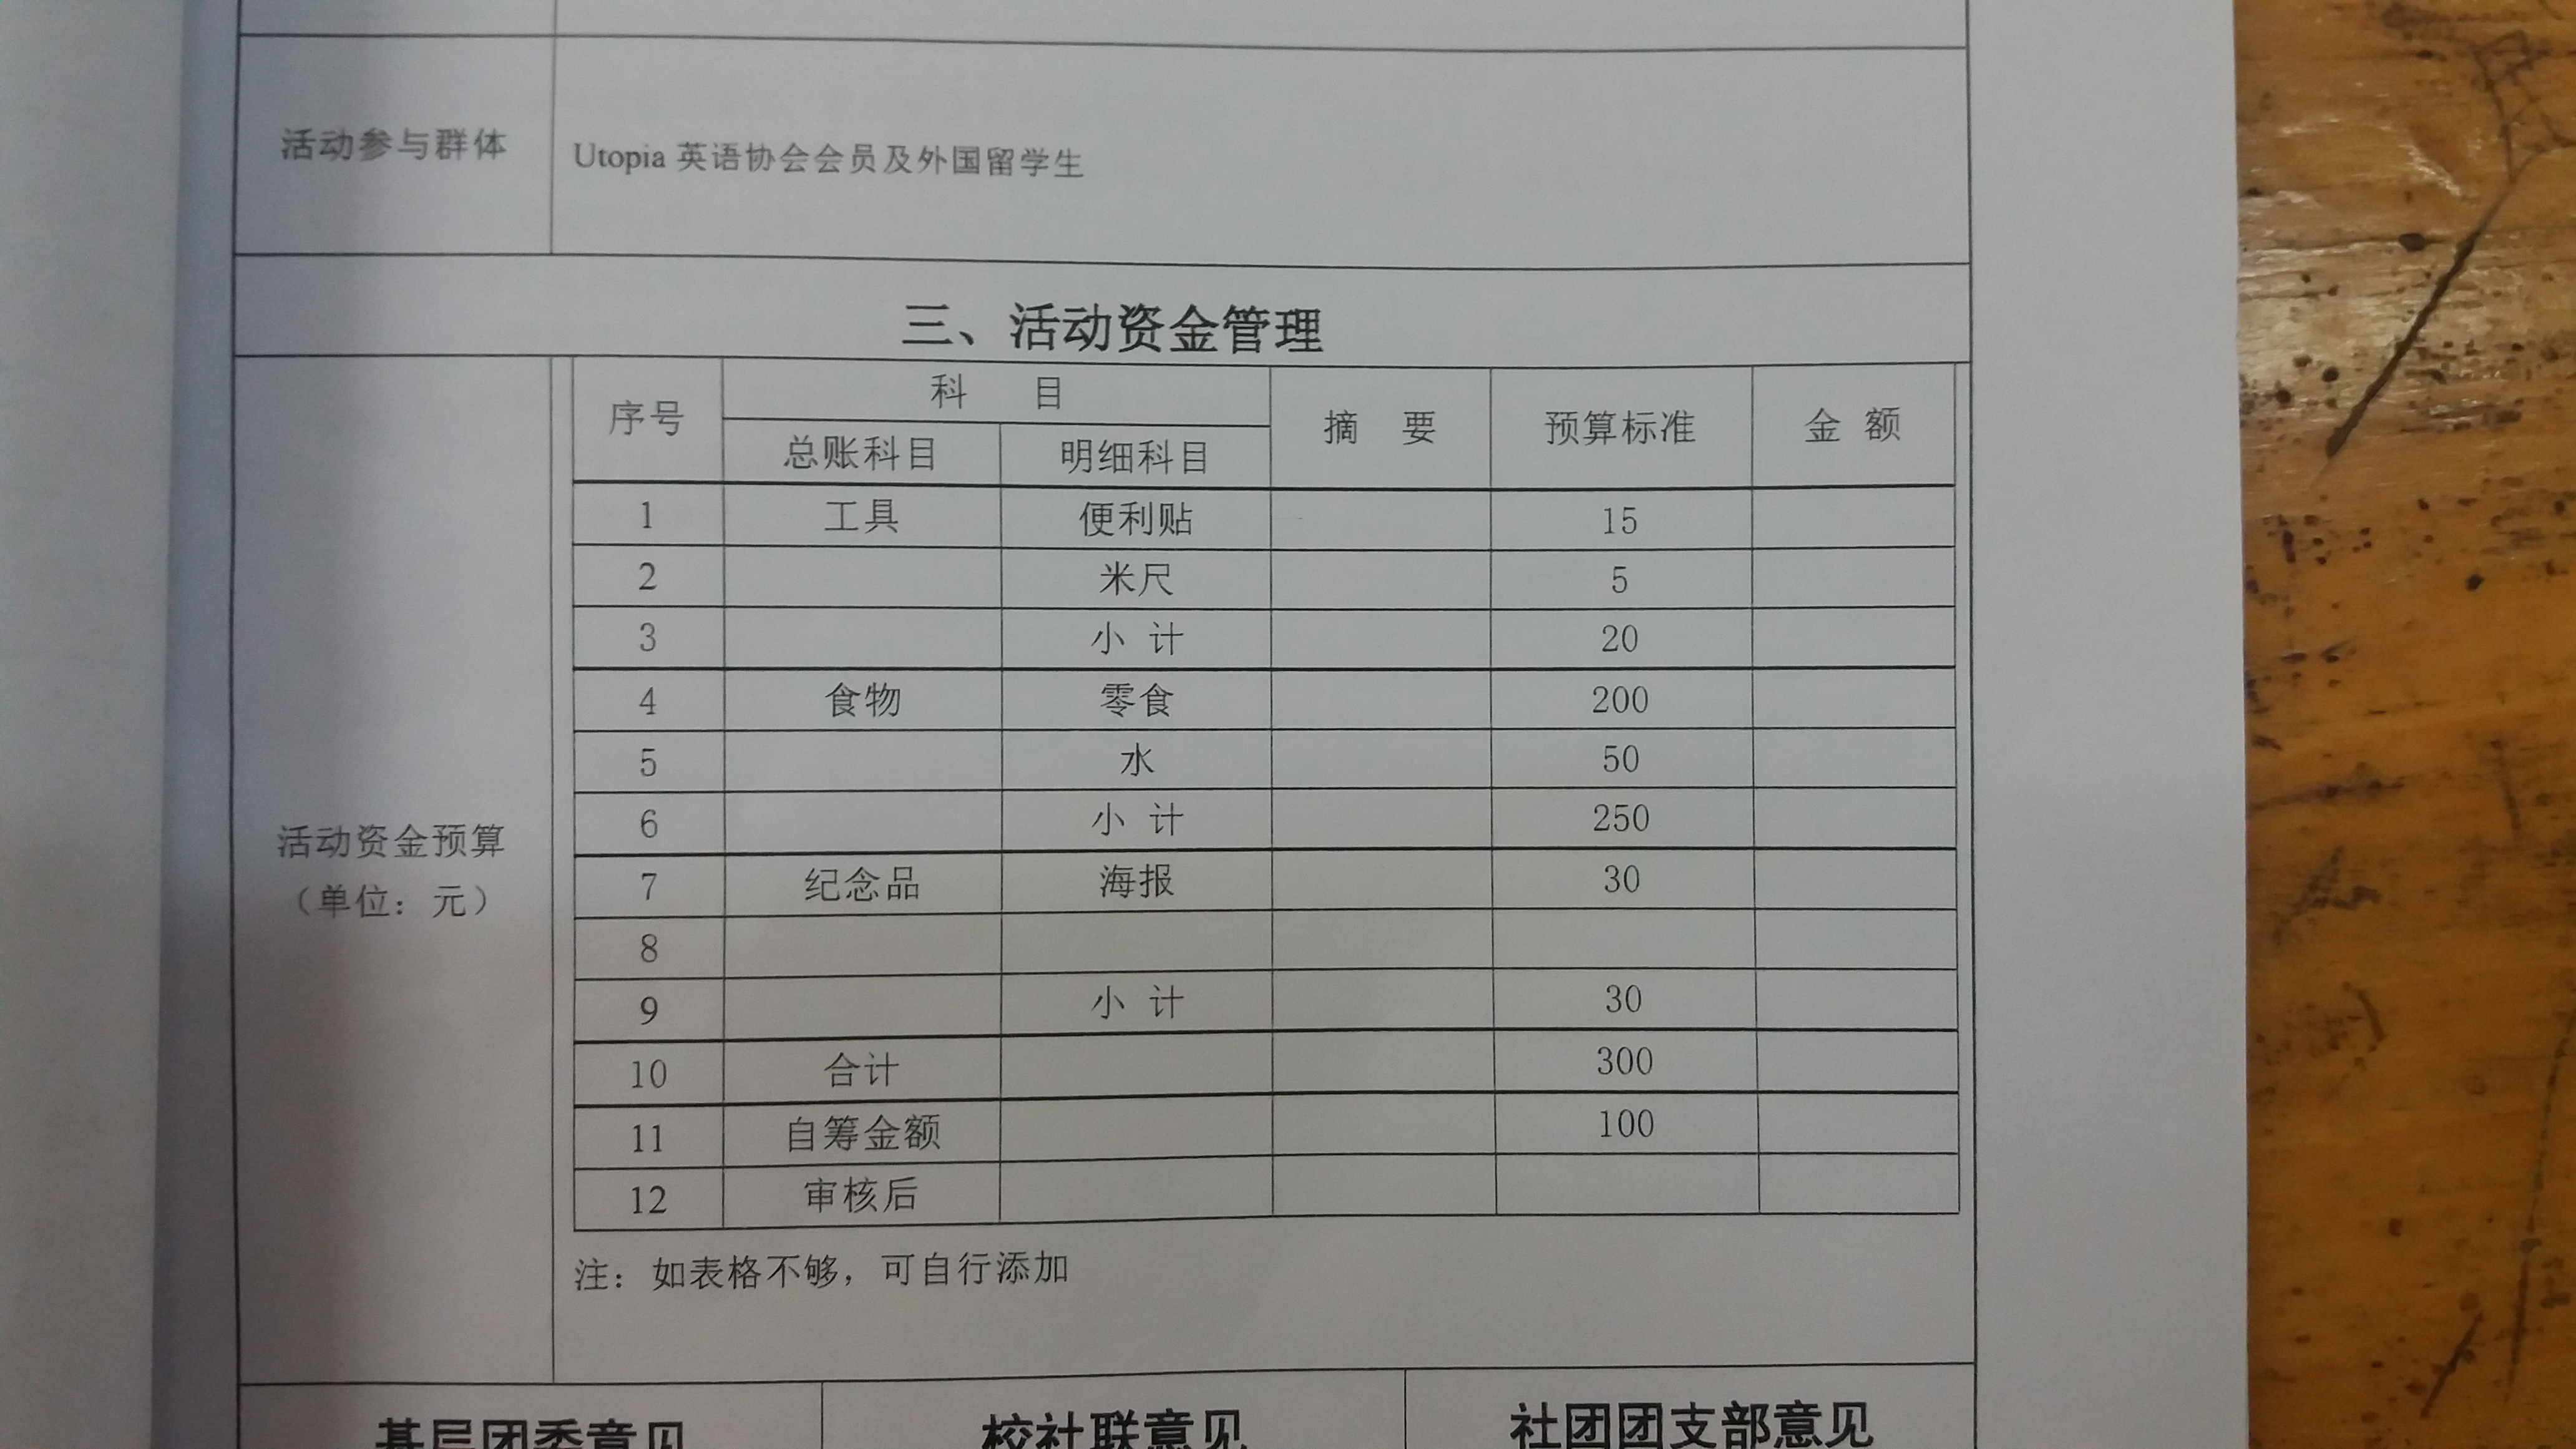 活动参与群体 Utopia 英语协会会员及外国留学生
三、活动资金管理
序号 科 目 摘 要 预算标准 金 额
总账科目 明细科目
1 工具 便利贴 15
2 米尺 5
3 小 计 20
4 食物 零食 200
5 水 50
6 小 计 250
活动资金预算
（单位：元）
7 纪念品 海报 30
8
9 小 计 30
10 合计 300
11 自筹金额 100
12 审核后
注：如表格不够，可自行添加
基层团委意见 校社联意见 社团团支部意见